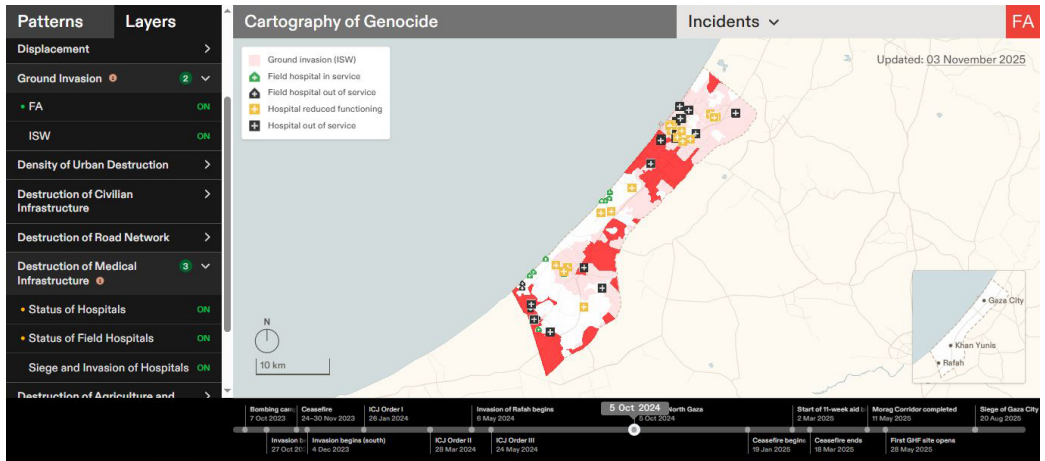 Patterns
Layers
Cartography of Genocide
Incidents
FA
Displacement
Ground Invasion
2
FA
ON
ISW
ON
Density of Urban Destruction
Destruction of Civilian
Infrastructure
Destruction of Road Network
Destruction of Medical
Infrastructure
3
Status of Hospitals
ON
Status of Field Hospitals
ON
Siege and Invasion of Hospitals
ON
Destruction of Agriculture and
Ground invasion (ISW)
Field hospital in service
Field hospital out of service
Hospital reduced functioning
Hospital out of service
Updated: 03 November 2025
N
10 km
Gaza City
Khan Yunis
Rafah
5 Oct 2024
Bombing cam
7 Oct 2023
Ceasefire
24–30 Nov 2023
ICJ Order I
26 Jan 2024
Invasion of Rafah begins
6 May 2024
North Gaza
5 Oct 2024
Start of 11-week aid b
2 Mar 2025
Morag Corridor completed
11 May 2025
Siege of Gaza City
20 Aug 2025
Invasion b
27 Oct 20
Invasion begins (south)
4 Dec 2023
ICJ Order II
28 Mar 2024
ICJ Order III
24 May 2024
Ceasefire begins
19 Jan 2025
Ceasefire ends
18 Mar 2025
First GHF site opens
28 May 2025